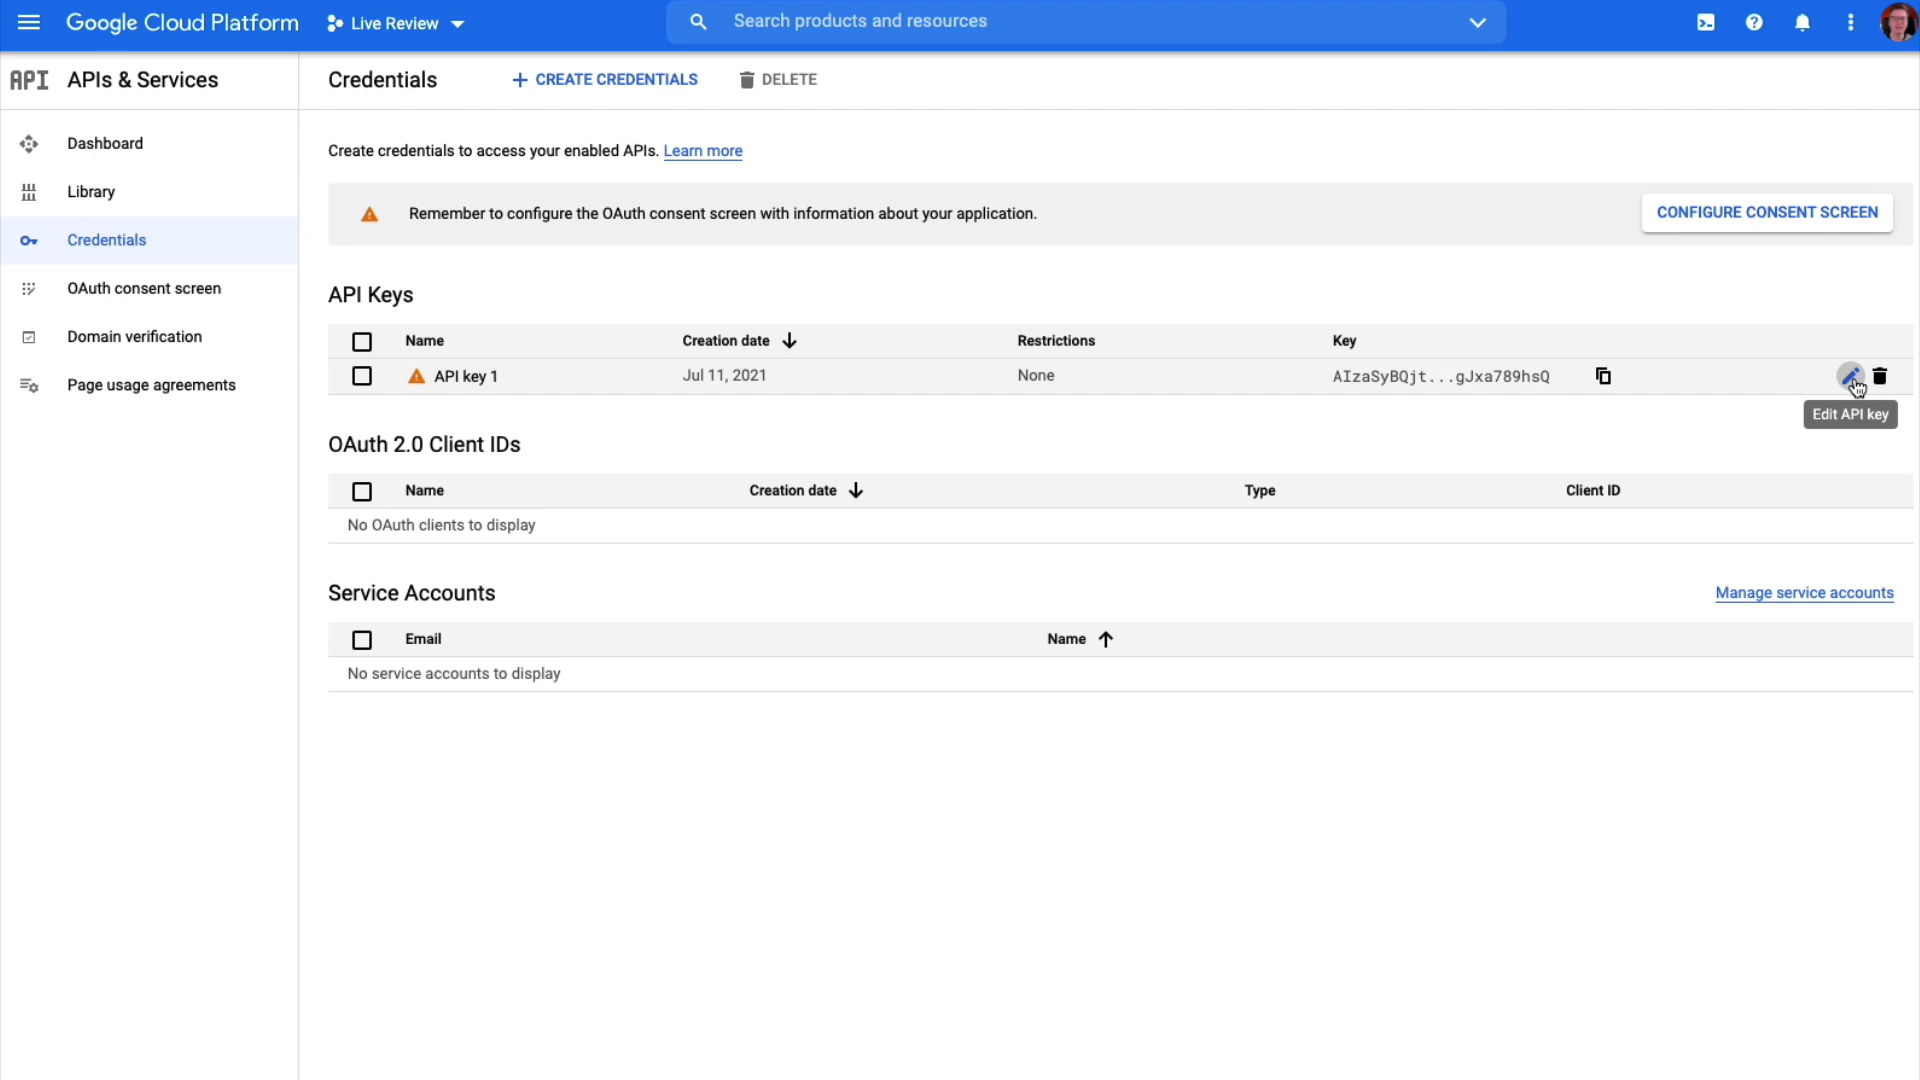 Google Cloud Platform
Live Review
Search products and resources
API
APIs & Services
Credentials
CREATE CREDENTIALS
DELETE
Dashboard
Library
Credentials
OAuth consent screen
Domain verification
Page usage agreements
Create credentials to access your enabled APIs. Learn more
Remember to configure the OAuth consent screen with information about your application.
CONFIGURE CONSENT SCREEN
API Keys
Name Creation date Restrictions Key
API key 1 Jul 11, 2021 None AIzaSyBQjt...gJxa789hsQ
Edit API key
OAuth 2.0 Client IDs
Name Creation date Type Client ID
No OAuth clients to display
Service Accounts
Manage service accounts
Email Name
No service accounts to display